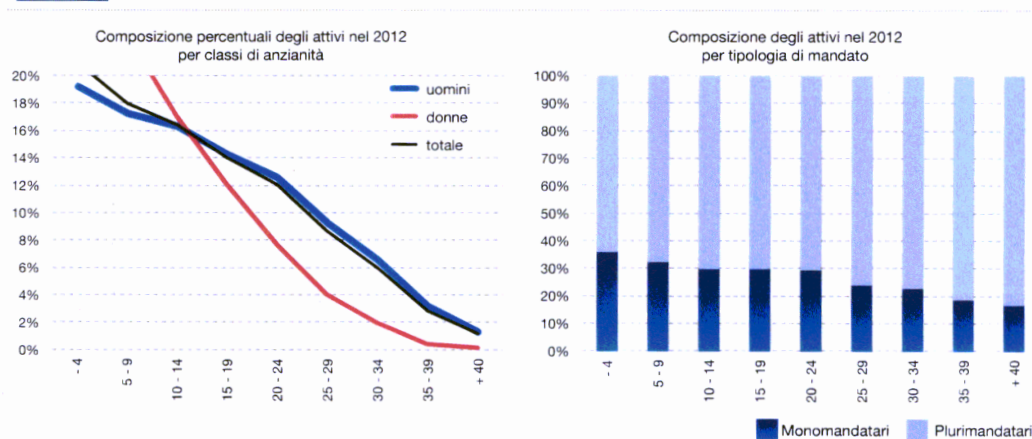 Composizione percentuali degli attivi nel 2012
per classi di anzianità
20%
18%
16%
14%
12%
10%
8%
6%
4%
2%
0%
uomini
donne
totale
- 4
5 - 9
10 - 14
15 - 19
20 - 24
25 - 29
30 - 34
35 - 39
+ 40
Composizione degli attivi nel 2012
per tipologia di mandato
100%
90%
80%
70%
60%
50%
40%
30%
20%
10%
0%
- 4
5 - 9
10 - 14
15 - 19
20 - 24
25 - 29
30 - 34
35 - 39
+ 40
Monomandatari
Plurimandatari